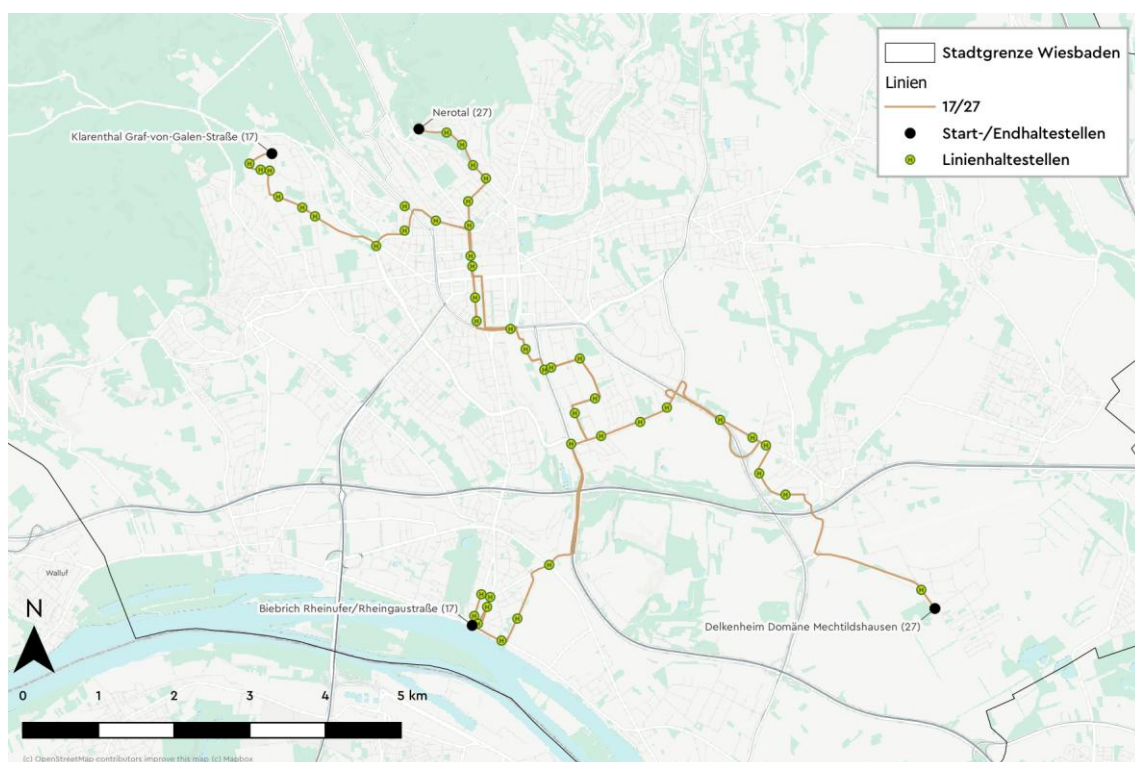 Stadtgrenze Wiesbaden
Linien
17/27
Start-/Endhaltestellen
Linienhaltestellen
Nerotal (27)
Klarenthal Graf-von-Galen-Straße (17)
Walluf
Biebrich Rheinufer/Rheingaustraße (17)
Delkenheim Domäne Mechtildshausen (27)
N
0 1 2 3 4 5 km
(c) OpenStreetMap contributors improve this map (c) Mapbox